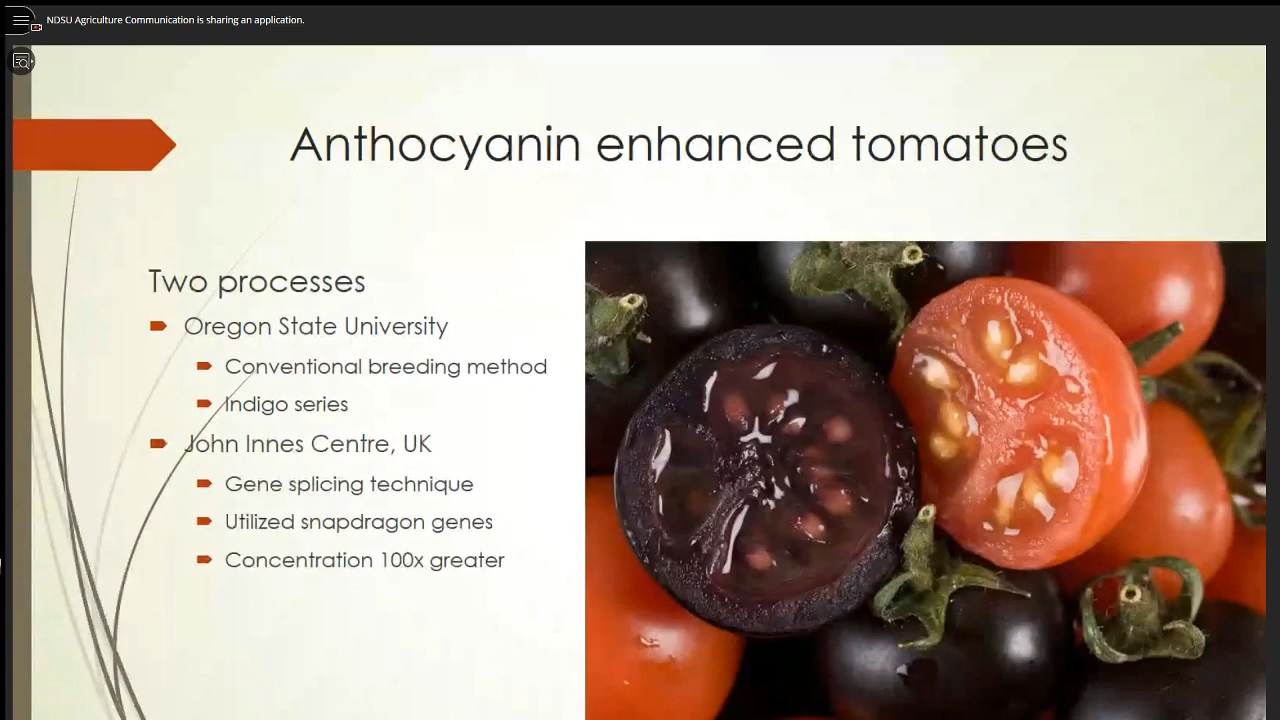 NDSU Agriculture Communication is sharing an application.
Anthocyanin enhanced tomatoes
Two processes
Oregon State University
Conventional breeding method
Indigo series
John Innes Centre, UK
Gene splicing technique
Utilized snapdragon genes
Concentration 100x greater